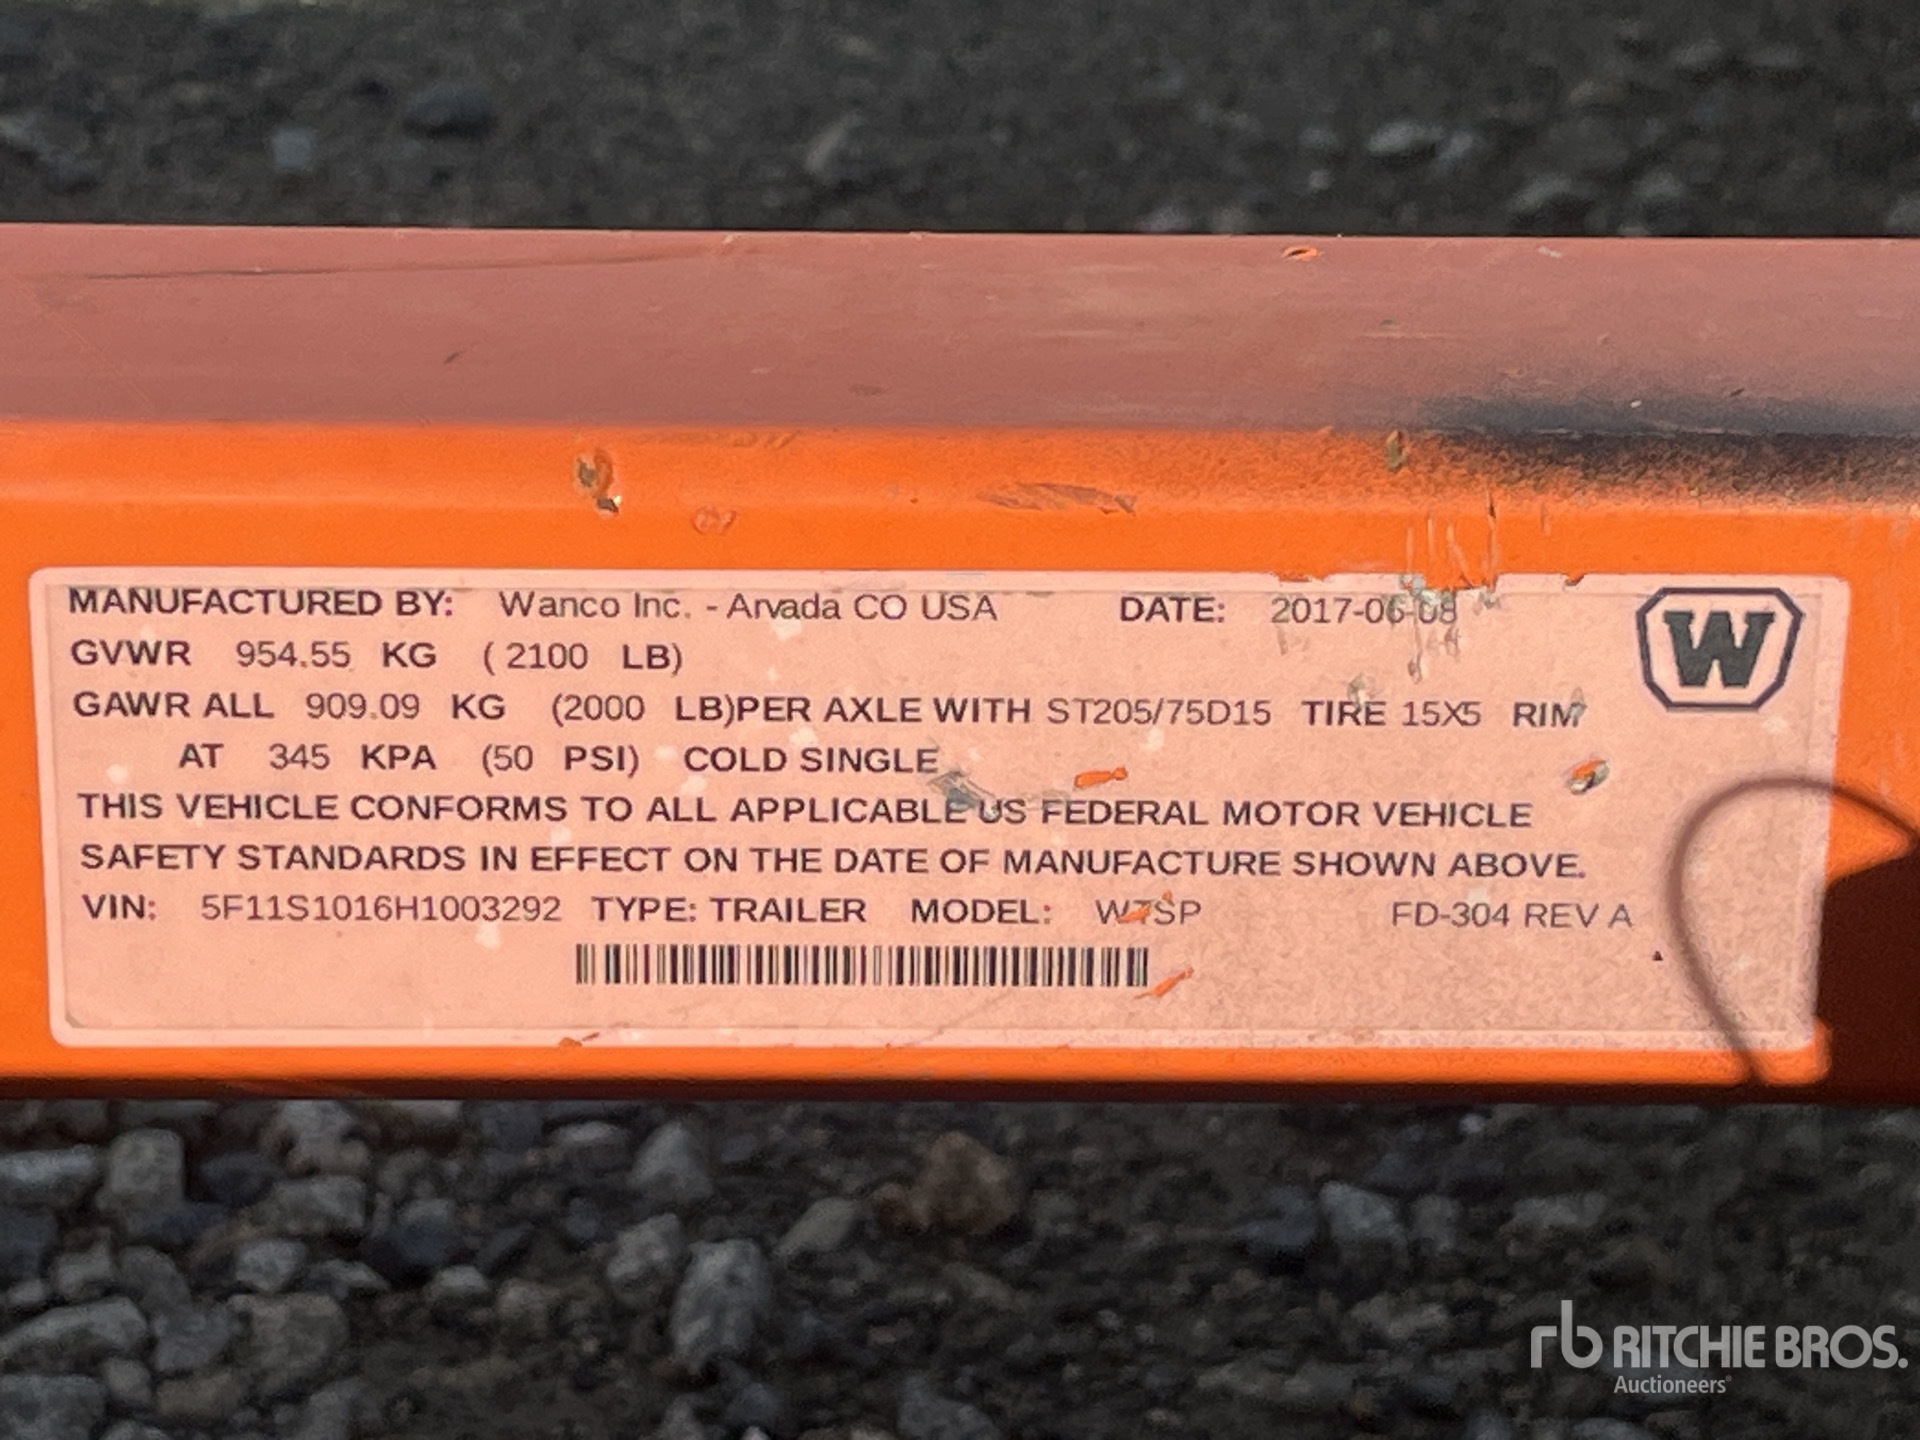 MANUFACTURED BY: Wanco Inc. - Arvada CO USA DATE: 2017-06-08
W
GVWR 954.55 KG ( 2100 LB)
GAWR ALL 909.09 KG (2000 LB)PER AXLE WITH ST205/75D15 TIRE 15X5 RIM
AT 345 KPA (50 PSI) COLD SINGLE
THIS VEHICLE CONFORMS TO ALL APPLICABLE US FEDERAL MOTOR VEHICLE
SAFETY STANDARDS IN EFFECT ON THE DATE OF MANUFACTURE SHOWN ABOVE.
VIN: 5F11S1016H1003292 TYPE: TRAILER MODEL: FD-304 REV A
rb RITCHIE BROS.
Auctioneers